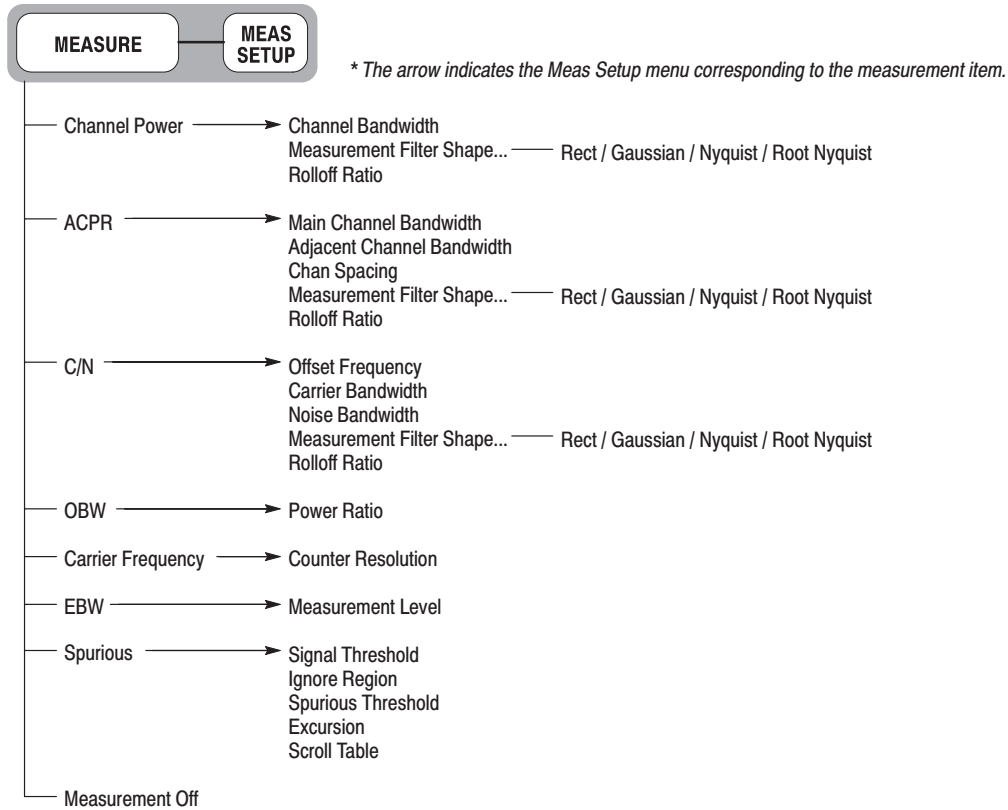 MEASURE
MEAS
SETUP
* The arrow indicates the Meas Setup menu corresponding to the measurement item.
Channel Power
Channel Bandwidth
Measurement Filter Shape...
Rect / Gaussian / Nyquist / Root Nyquist
Rolloff Ratio
ACPR
Main Channel Bandwidth
Adjacent Channel Bandwidth
Chan Spacing
Measurement Filter Shape...
Rect / Gaussian / Nyquist / Root Nyquist
Rolloff Ratio
C/N
Offset Frequency
Carrier Bandwidth
Noise Bandwidth
Measurement Filter Shape...
Rect / Gaussian / Nyquist / Root Nyquist
Rolloff Ratio
OBW
Power Ratio
Carrier Frequency
Counter Resolution
EBW
Measurement Level
Spurious
Signal Threshold
Ignore Region
Spurious Threshold
Excursion
Scroll Table
Measurement Off